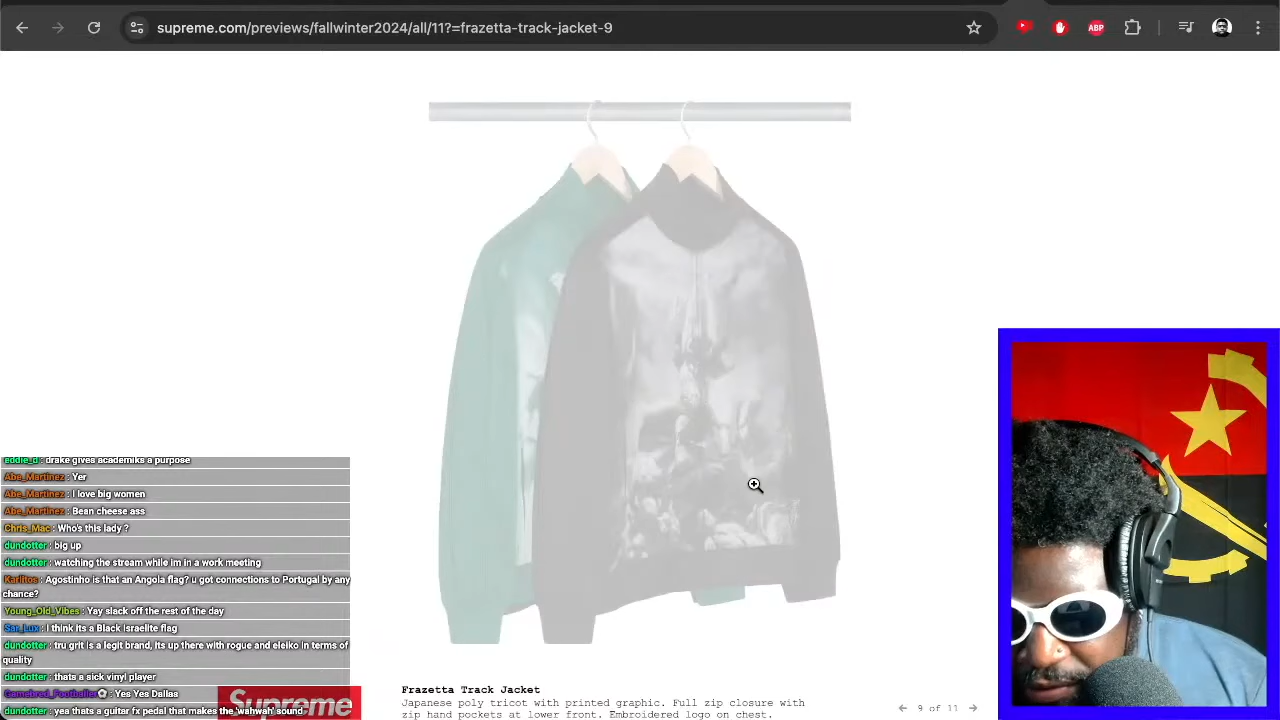 supreme.com/previews/fallwinter2024/all/11?=frazetta-track-jacket-9
ABP
eddie_d: drake gives academiks a purpose
Abe_Martinez: Yer
Abe_Martinez: I love big women
Abe_Martinez: Bean cheese ass
Chris_Mac: Who's this lady ?
dundotter: big up
dundotter: watching the stream while im in a work meeting
Karlitos: Agostinho is that an Angola flag? u got connections to Portugal by any
chance?
Young_Old_Vibes: Yay slack off the rest of the day
Sar_Lux: I think its a Black Israelite flag
dundotter: tru grit is a legit brand, its up there with rogue and eleiko in terms of
quality
dundotter: thats a sick vinyl player
Gamebred_Footballer⚽: Yes Yes Dallas
dundotter: yea thats a guitar fx pedal that makes the 'wahwah' sound
Supreme
Frazetta Track Jacket
Japanese poly tricot with printed graphic. Full zip closure with
zip hand pockets at lower front. Embroidered logo on chest.
← 9 of 11 →